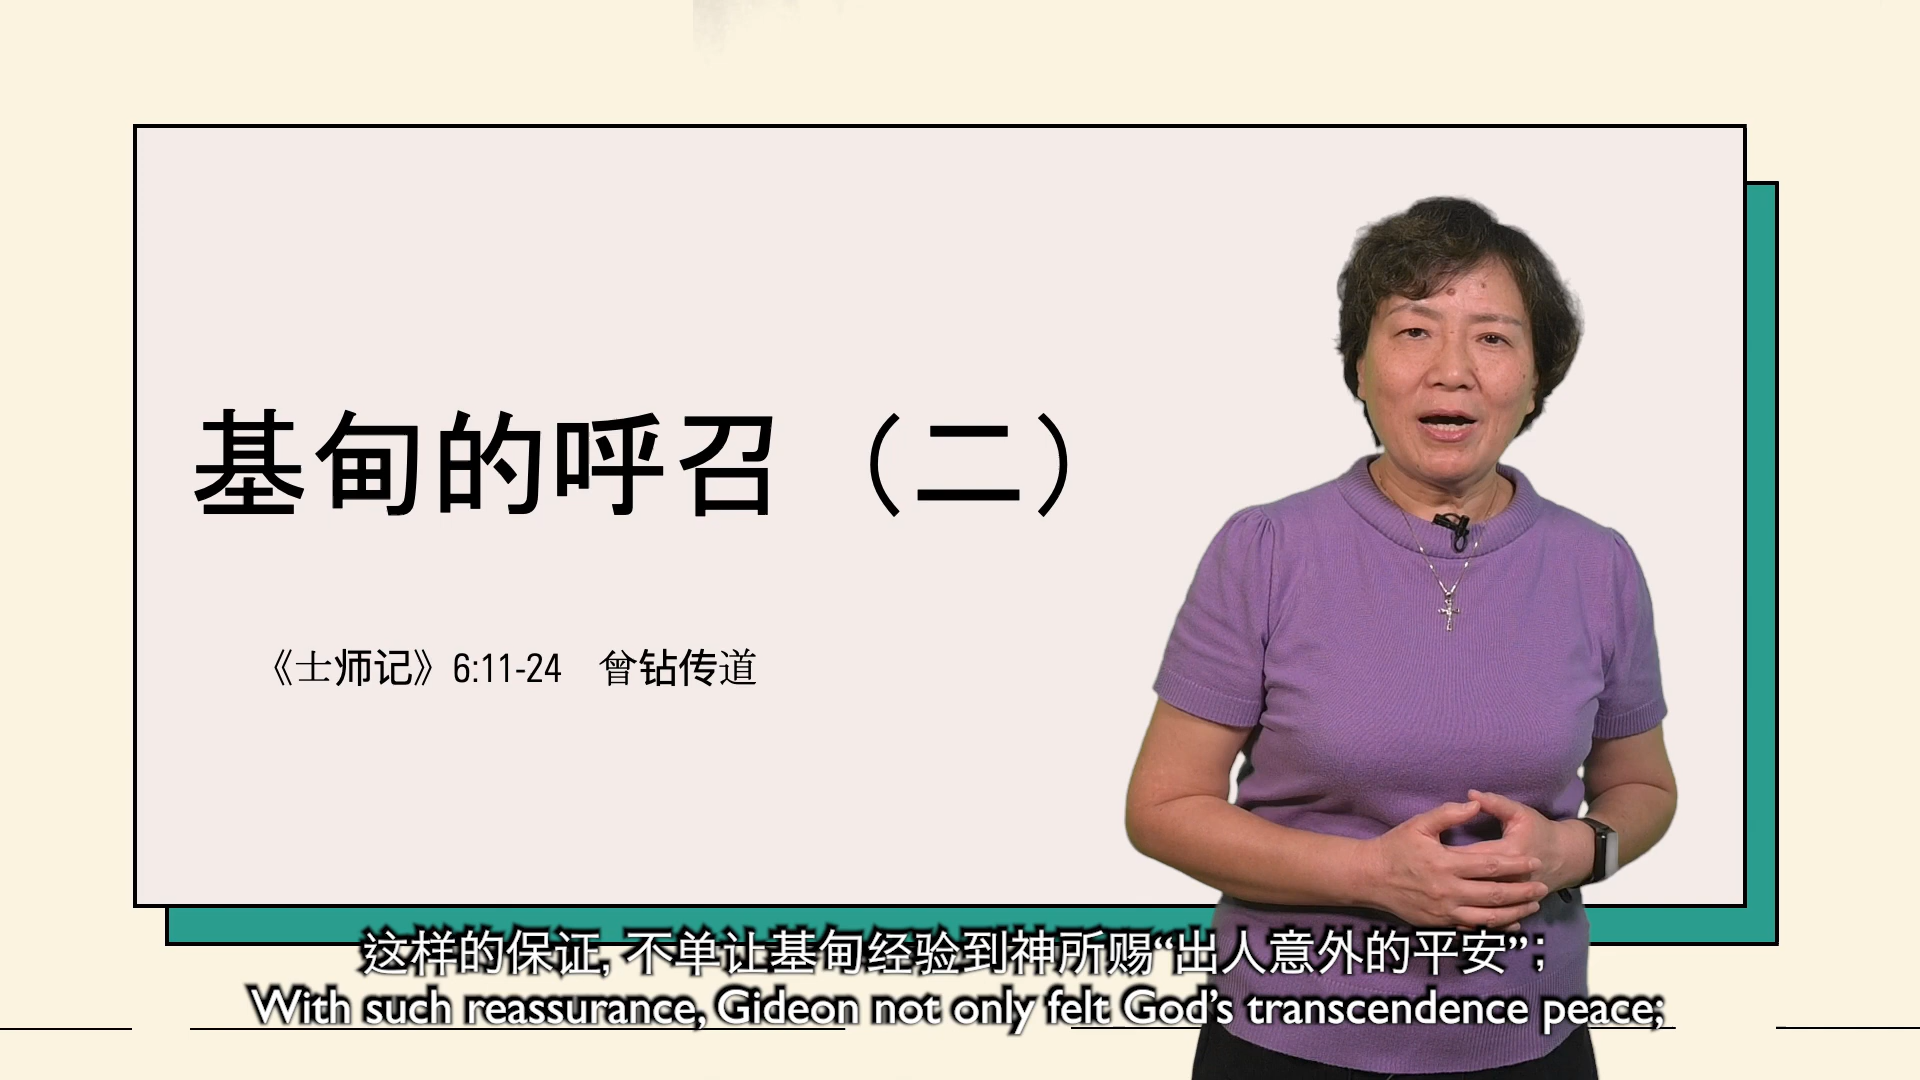 基甸的呼召（二）
《士师记》6:11-24 曾钻传道
这样的保证, 不单让基甸经验到神所赐“出人意外的平安”;
With such reassurance, Gideon not only felt God’s transcendence peace;